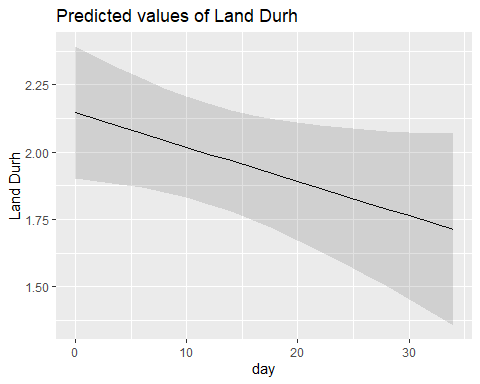 Predicted values of Land Durh
2.25
2.00
1.75
1.50
Land Durh
0 10 20 30
day